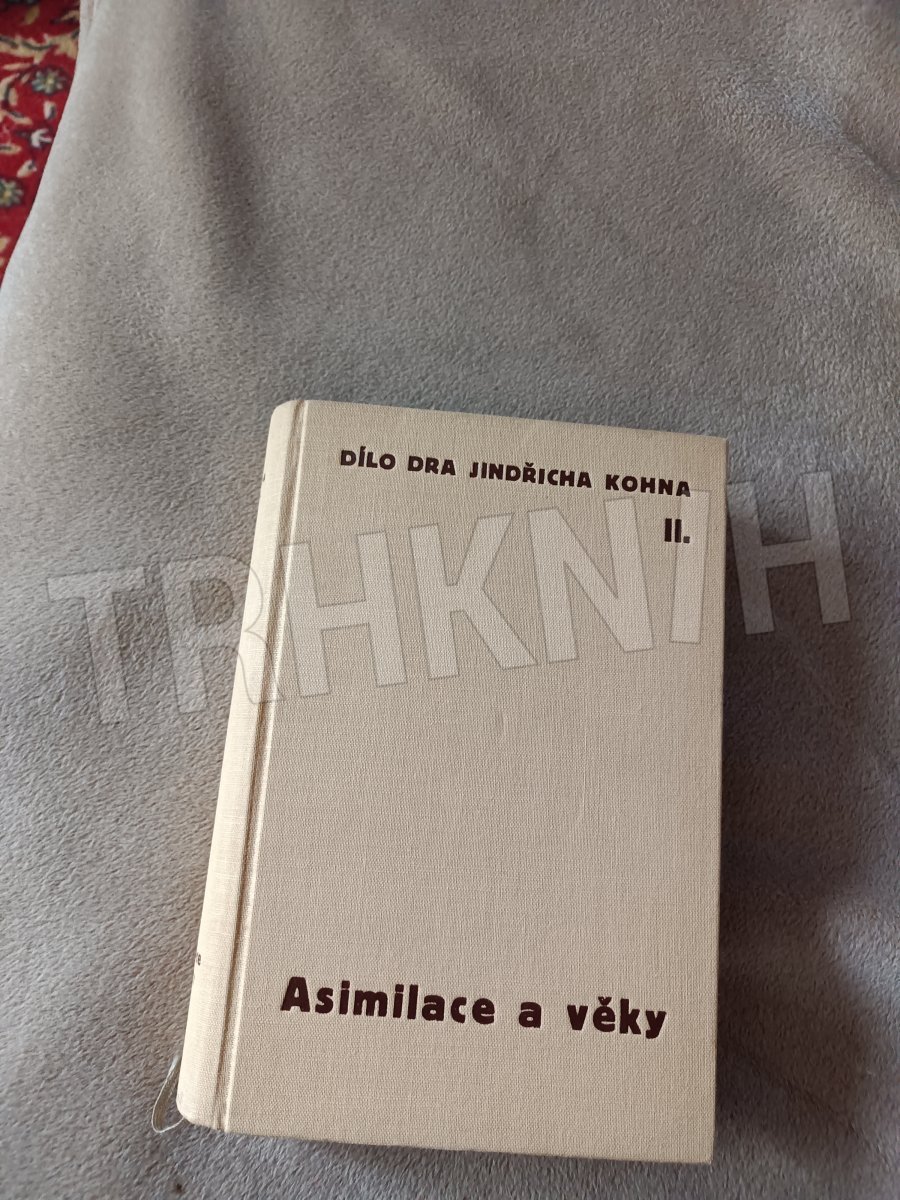 DÍLO DRA JINDŘICHA KOHNA
II.
TRHKNIH
Asimilace a věky